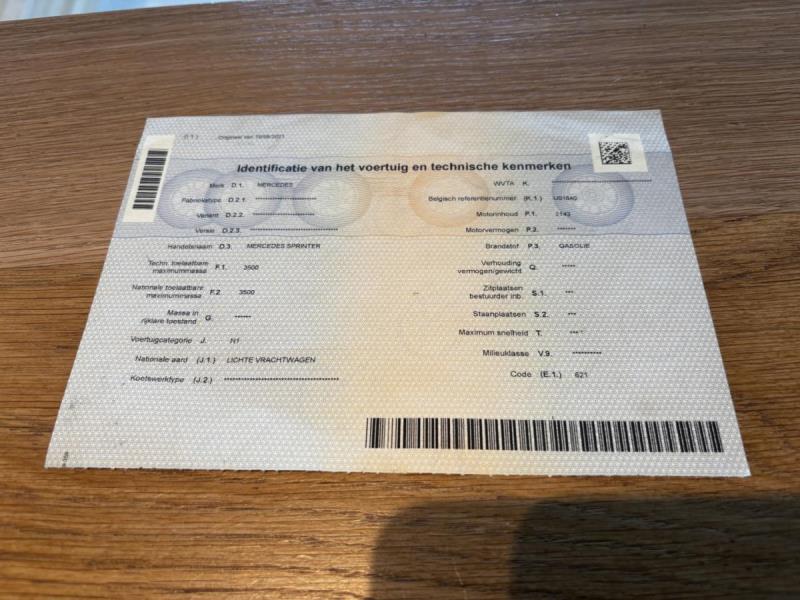 Identificatie van het voertuig en technische kenmerken
Merk D.1. MERCEDES
Fabriekstype D.2.1. 
Variant D.2.2.
Versie D.2.3.
Handelsnaam D.3. MERCEDES SPRINTER
Techn. toelaatbare
maximummassa F.1. 3500
Nationale toelaatbare
maximummassa F.2 3500
Massa in
rijklare toestand G. ******
Voertuigcategorie J. N1
Nationale aard (J.1.) LICHTE VRACHTWAGEN
Koetswerktype (J.2.)
WVTA K.
Belgisch referentienummer (K.1.)
Motorinhoud P.1. 2143
Motorvermogen P.2. *******
Brandstof P.3. GASOLIE
Verhouding
vermogen/gewicht Q. *****
Zitplaatsen
bestuurder inb. S.1. ***
Staanplaatsen S.2. ***
Maximum snelheid T. ***
Milieuklasse V.9. **********
Code (E.1.) 621